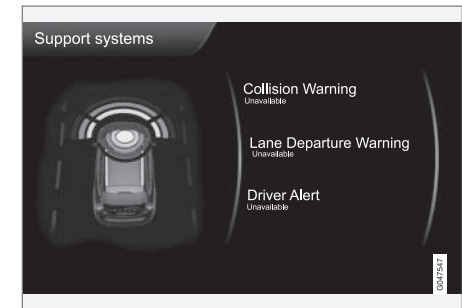 Support systems
Collision Warning
Unavailable
Lane Departure Warning
Unavailable
Driver Alert
Unavailable
G047547